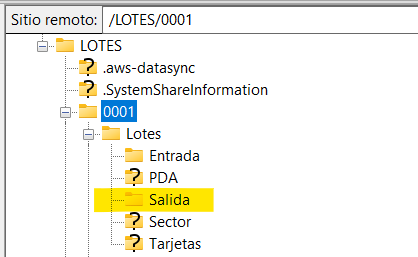 Sitio remoto: /LOTES/0001
LOTES
.aws-datasync
.SystemShareInformation
0001
Lotes
Entrada
PDA
Salida
Sector
Tarjetas